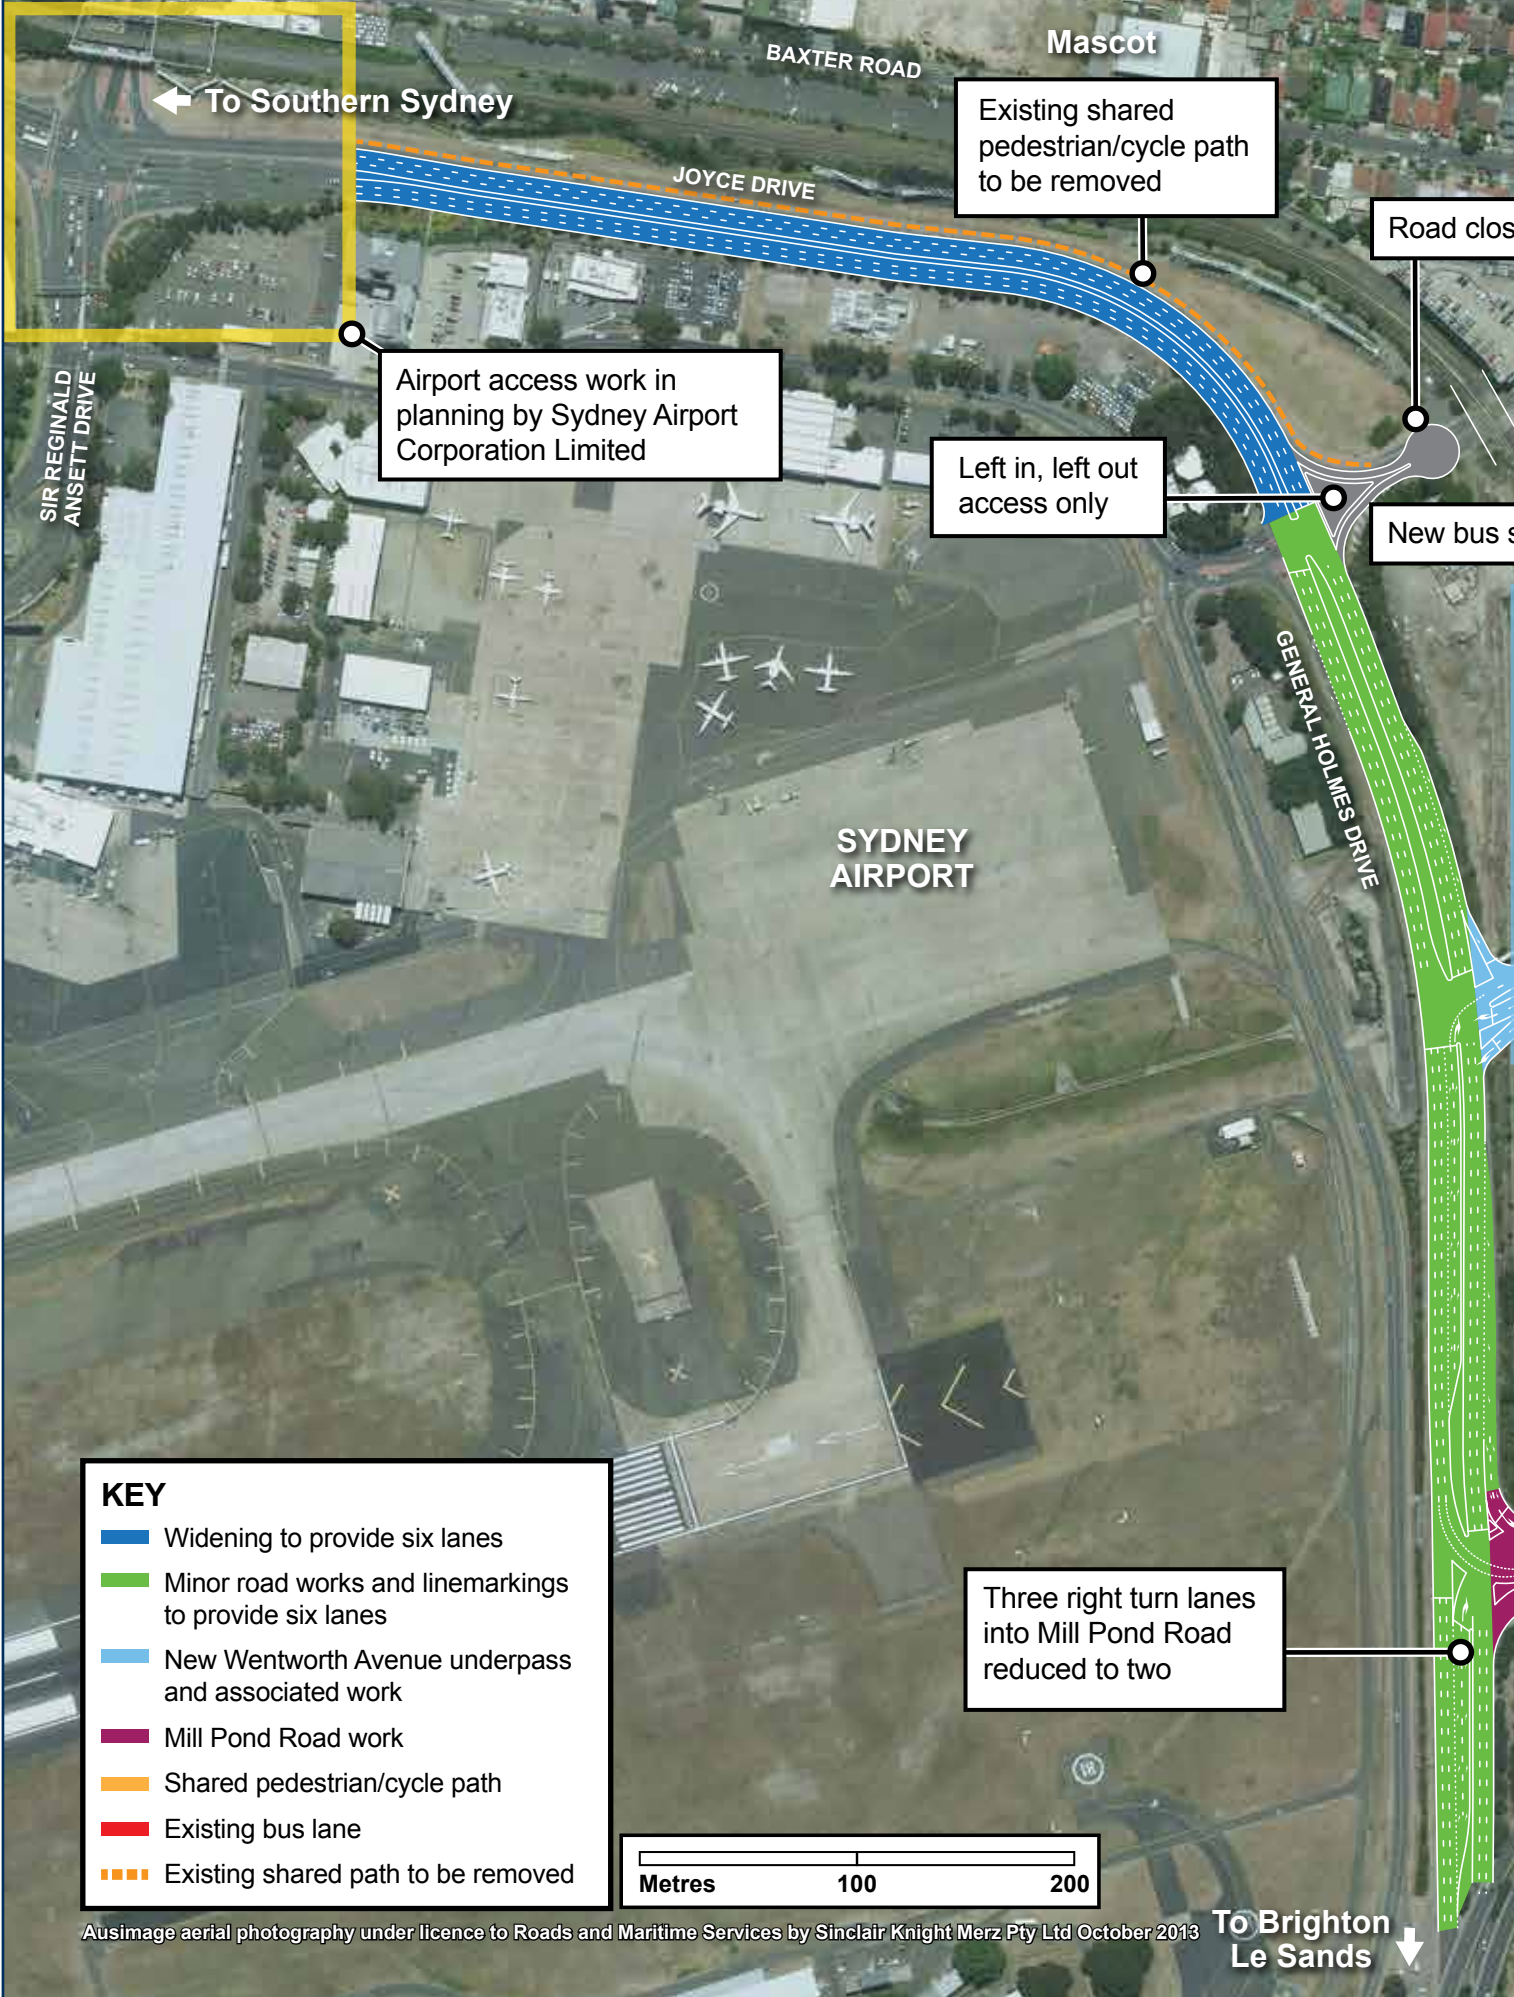 Mascot
BAXTER ROAD
To Southern Sydney
Existing shared
pedestrian/cycle path
to be removed
JOYCE DRIVE
Road clos
Airport access work in
planning by Sydney Airport
Corporation Limited
SIR REGINALD
ANSETT DRIVE
Left in, left out
access only
New bus s
GENERAL HOLMES DRIVE
SYDNEY
AIRPORT
KEY
Widening to provide six lanes
Minor road works and linemarkings
to provide six lanes
New Wentworth Avenue underpass
and associated work
Mill Pond Road work
Shared pedestrian/cycle path
Existing bus lane
Existing shared path to be removed
Three right turn lanes
into Mill Pond Road
reduced to two
Metres 100 200
Ausimage aerial photography under licence to Roads and Maritime Services by Sinclair Knight Merz Pty Ltd October 2013
To Brighton
Le Sands